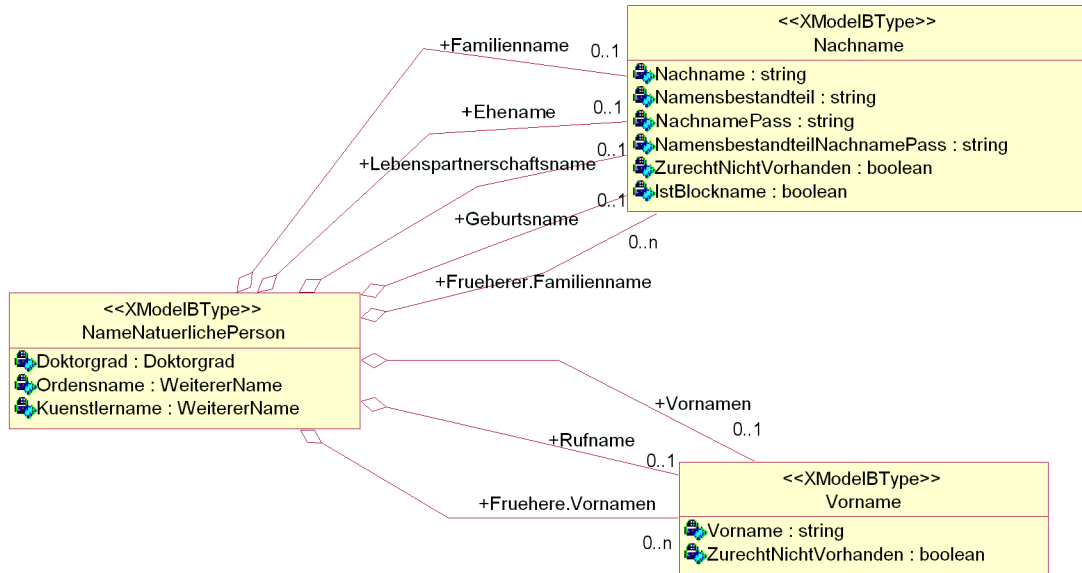 <<XModelBType>>
Nachname
Nachname : string
Namensbestandteil : string
NachnamePass : string
NamensbestandteilNachnamePass : string
ZurechtNichtVorhanden : boolean
IstBlockname : boolean
+Familienname
0..1
+Ehename
0..1
+Lebenspartnerschaftsname
0..1
+Geburtsname
0..1
+Frueherer.Familienname
0..n
<<XModelBType>>
NameNatuerlichePerson
Doktorgrad : Doktorgrad
Ordensname : WeitererName
Kuenstlername : WeitererName
+Vornamen
0..1
+Rufname
0..1
+Fruehere.Vornamen
0..n
<<XModelBType>>
Vorname
Vorname : string
ZurechtNichtVorhanden : boolean